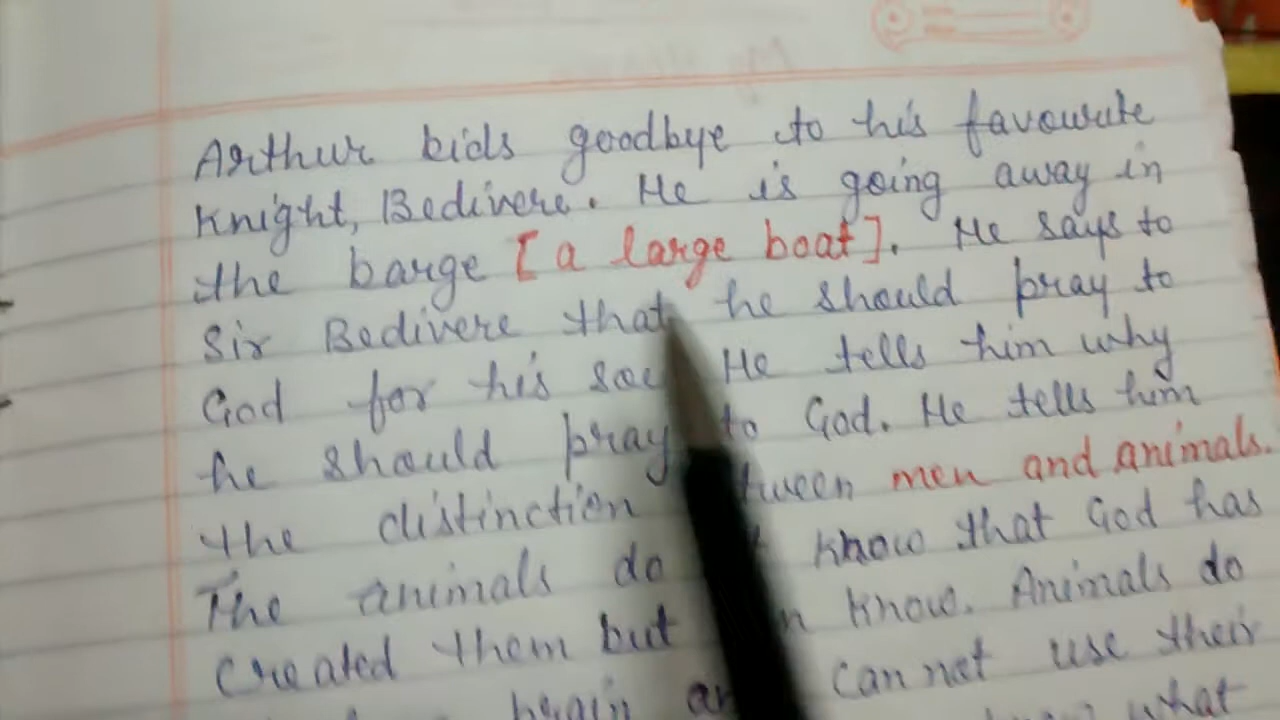 Arthur bids goodbye to his favourite
Knight, Bedivere. He is going away in
the barge [a large boat]. He says to
Sir Bedivere that he should pray to
God for his He tells him why
he should pray to God. He tells him
the distinction men and animals.
The animals do know that God has
Created them but know. Animals do
can not use their
brain what